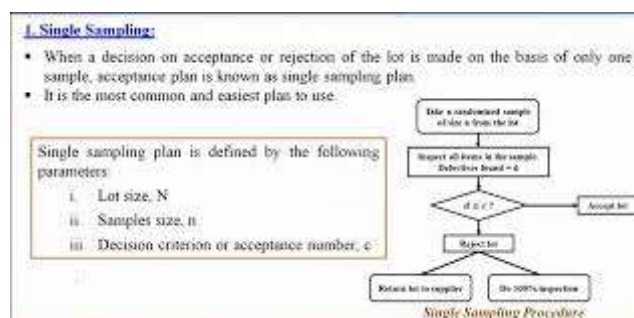 1. Single Sampling:
▪ When a decision on acceptance or rejection of the lot is made on the basis of only one
sample, acceptance plan is known as single sampling plan
▪ It is the most common and easiest plan to use.
Single sampling plan is defined by the following
parameters
i. Lot size, N
ii. Samples size, n
iii. Decision criterion or acceptance number, c
Take a randomized sample
of size n from the lot
Inspect all items in the sample
Defectives found = d
d ≤ c ?
Accept lot
Reject lot
Return lot to supplier
Do 100% inspection
Single Sampling Procedure